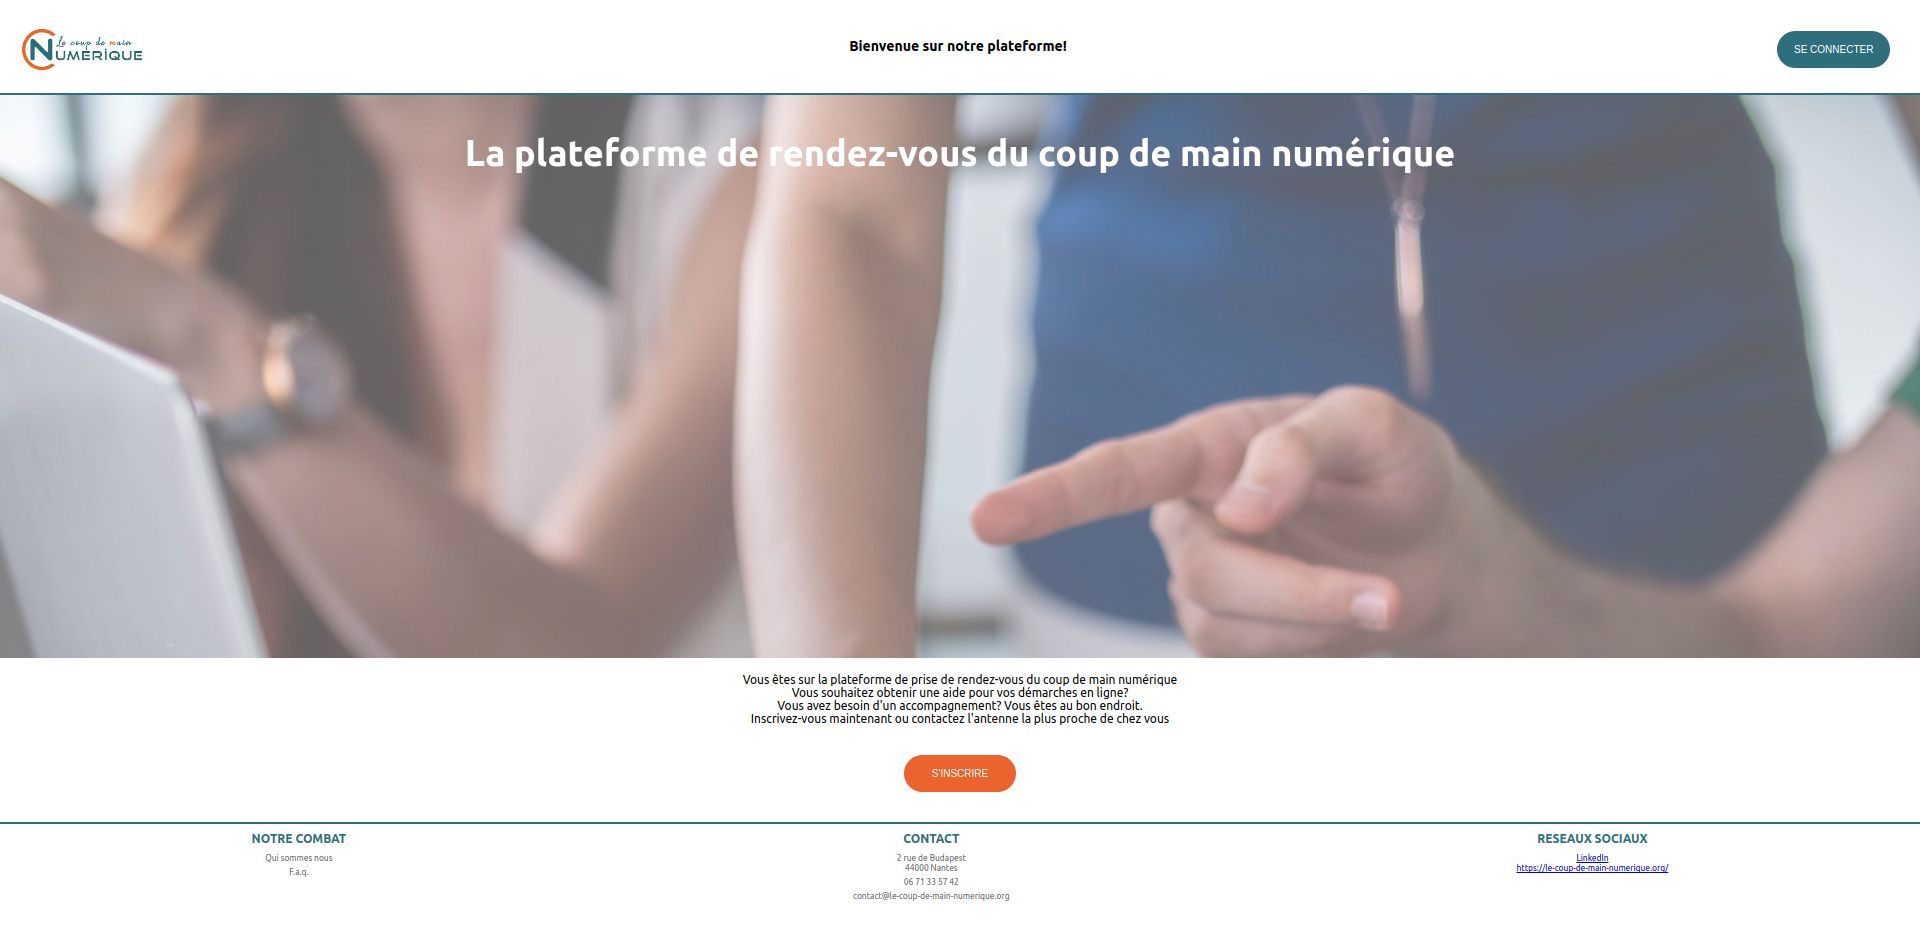 Le coup de main
NUMÉRIQUE
Bienvenue sur notre plateforme!
SE CONNECTER
La plateforme de rendez-vous du coup de main numérique
Vous êtes sur la plateforme de prise de rendez-vous du coup de main numérique
Vous souhaitez obtenir une aide pour vos démarches en ligne?
Vous avez besoin d'un accompagnement? Vous êtes au bon endroit.
Inscrivez-vous maintenant ou contactez l'antenne la plus proche de chez vous
S'INSCRIRE
NOTRE COMBAT
Qui sommes nous
F.a.q.
CONTACT
2 rue de Budapest
44000 Nantes
06 71 33 57 42
contact@le-coup-de-main-numerique.org
RESEAUX SOCIAUX
LinkedIn
https://le-coup-de-main-numerique.org/